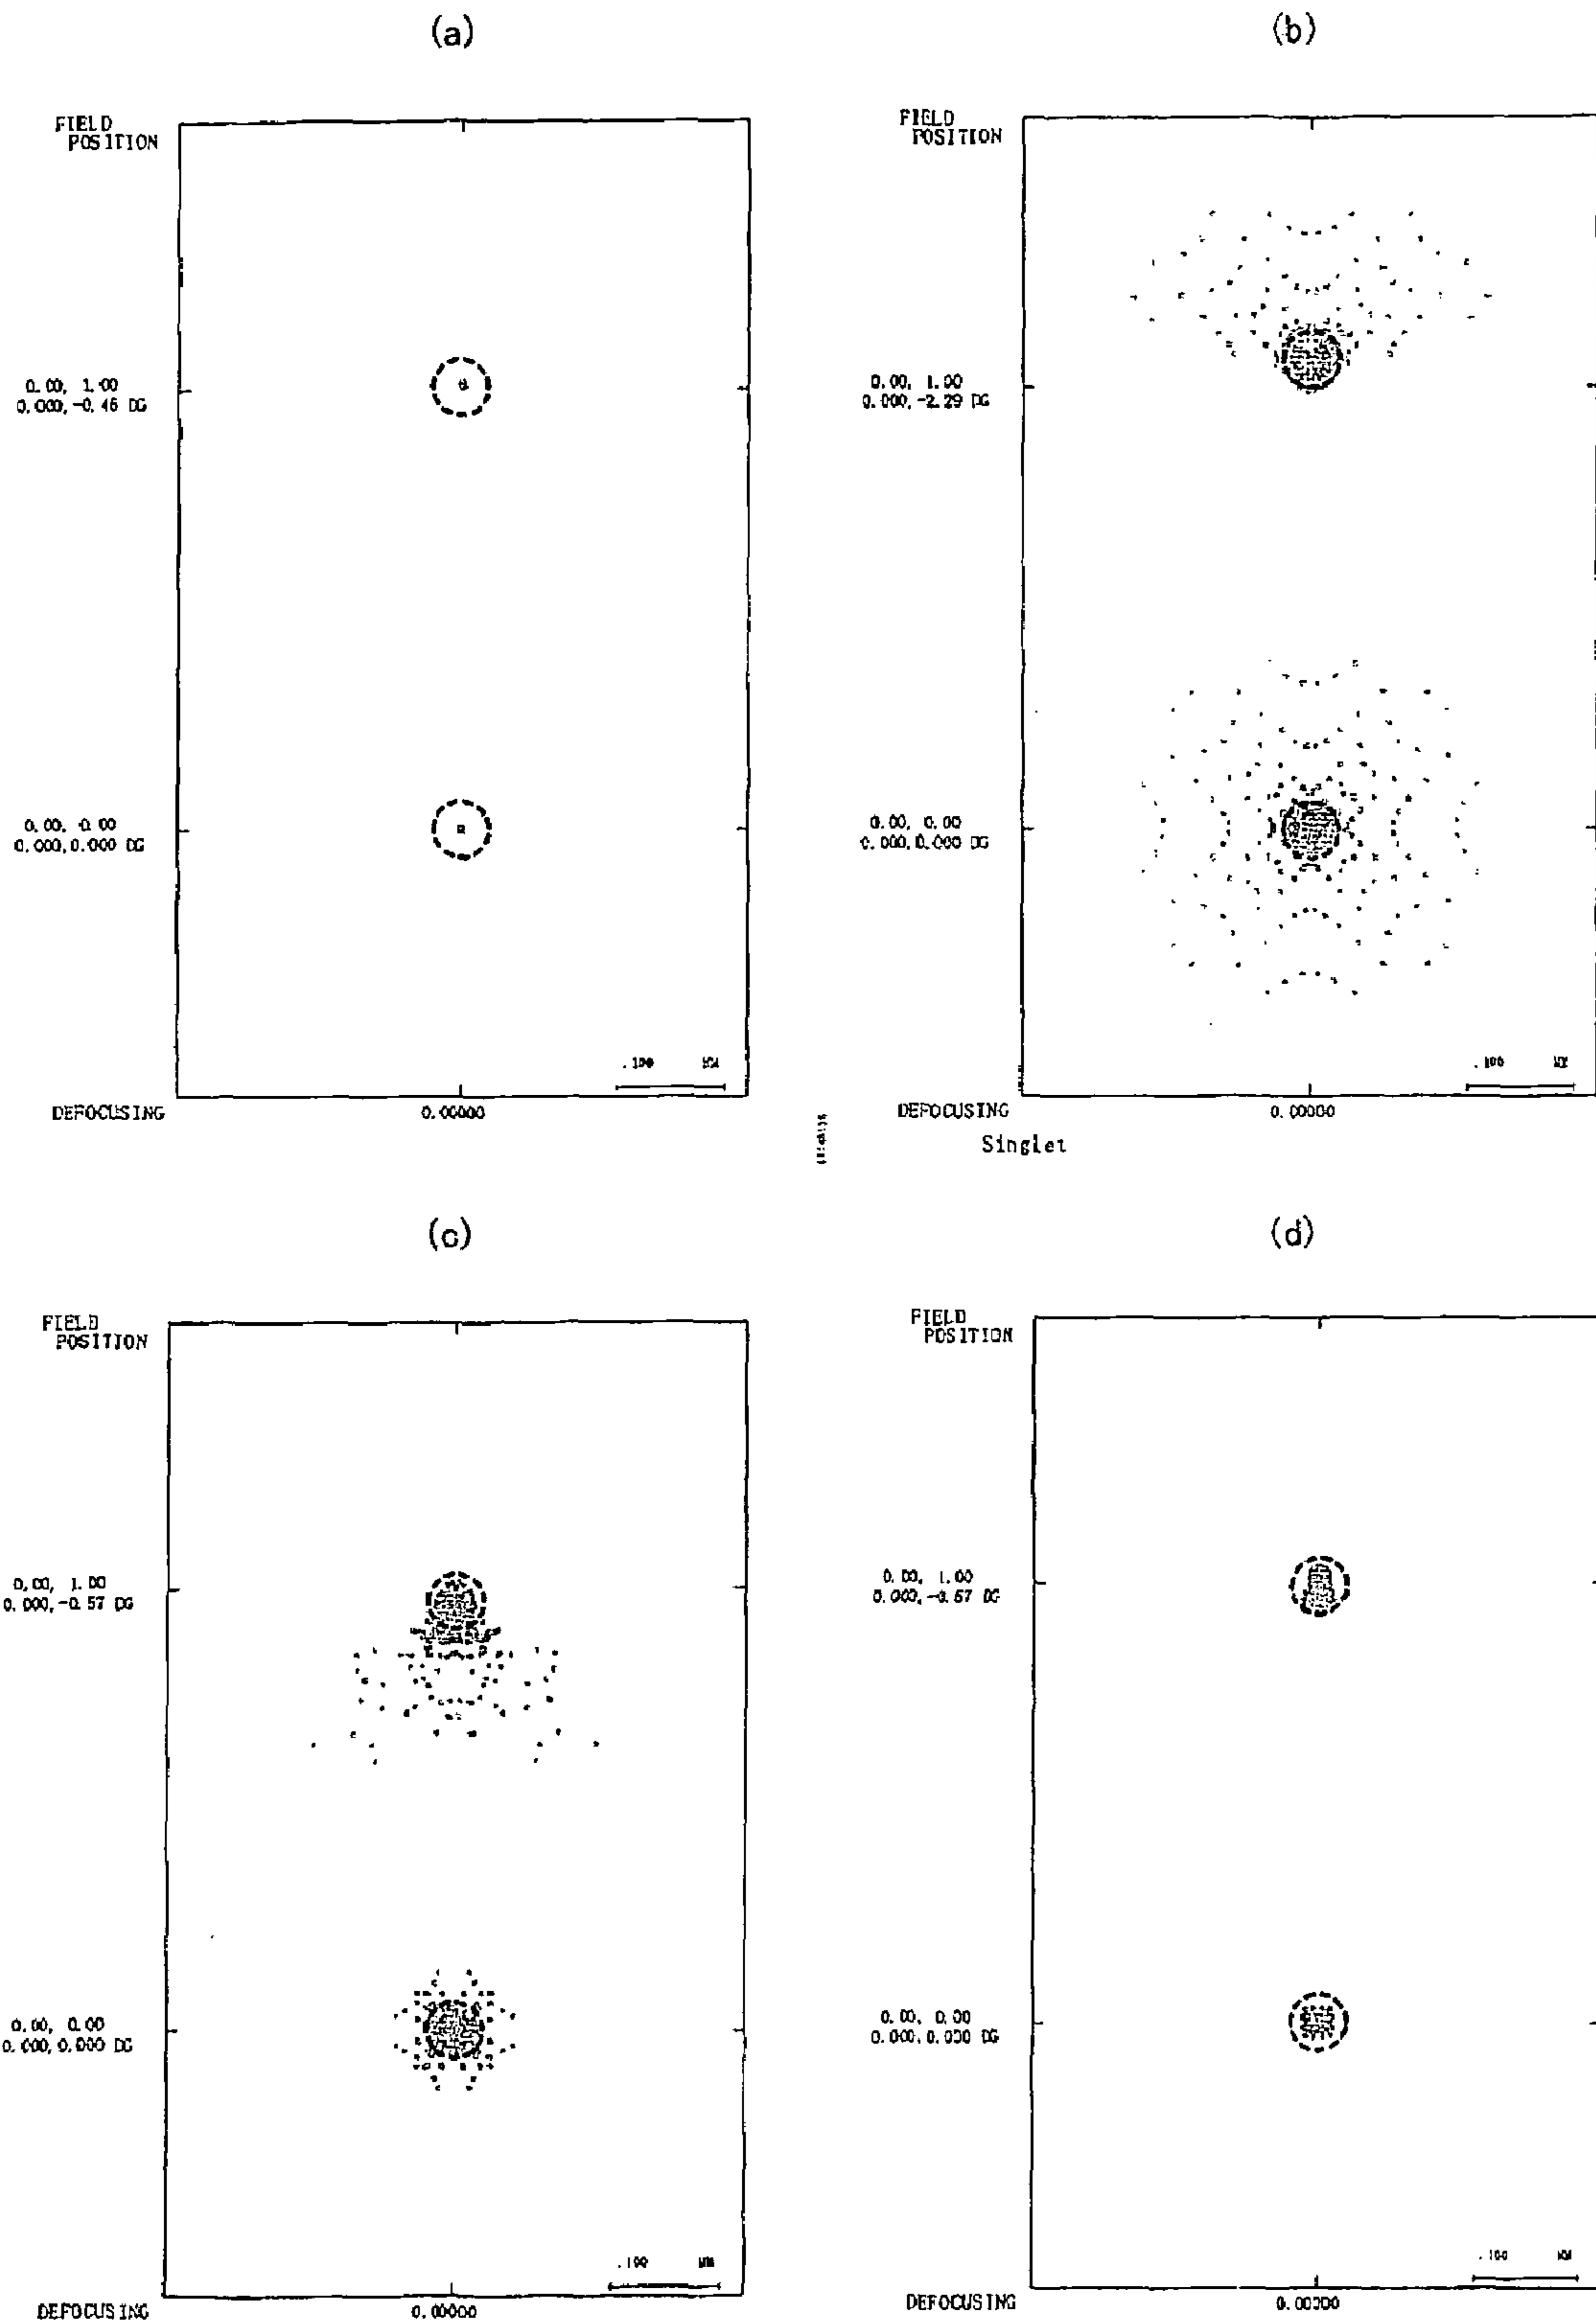 (a)
FIELD
POSITION
0.00, 1.00
0.000,-0.46 DG
0.00, 0.00
0.000,0.000 DG
.100 MM
DEFOCUSING
0.00000
(b)
FIELD
POSITION
0.00, 1.00
0.000,-2.29 DG
0.00, 0.00
0.000,0.000 DG
.100 MM
DEFOCUSING
0.00000
Singlet
(c)
FIELD
POSITION
0.00, 1.00
0.000,-0.57 DG
0.00, 0.00
0.000,0.000 DG
.100 MM
DEFOCUSING
0.00000
(d)
FIELD
POSITION
0.00, 1.00
0.000,-0.57 DG
0.00, 0.00
0.000,0.000 DG
.100 MM
DEFOCUSING
0.00000